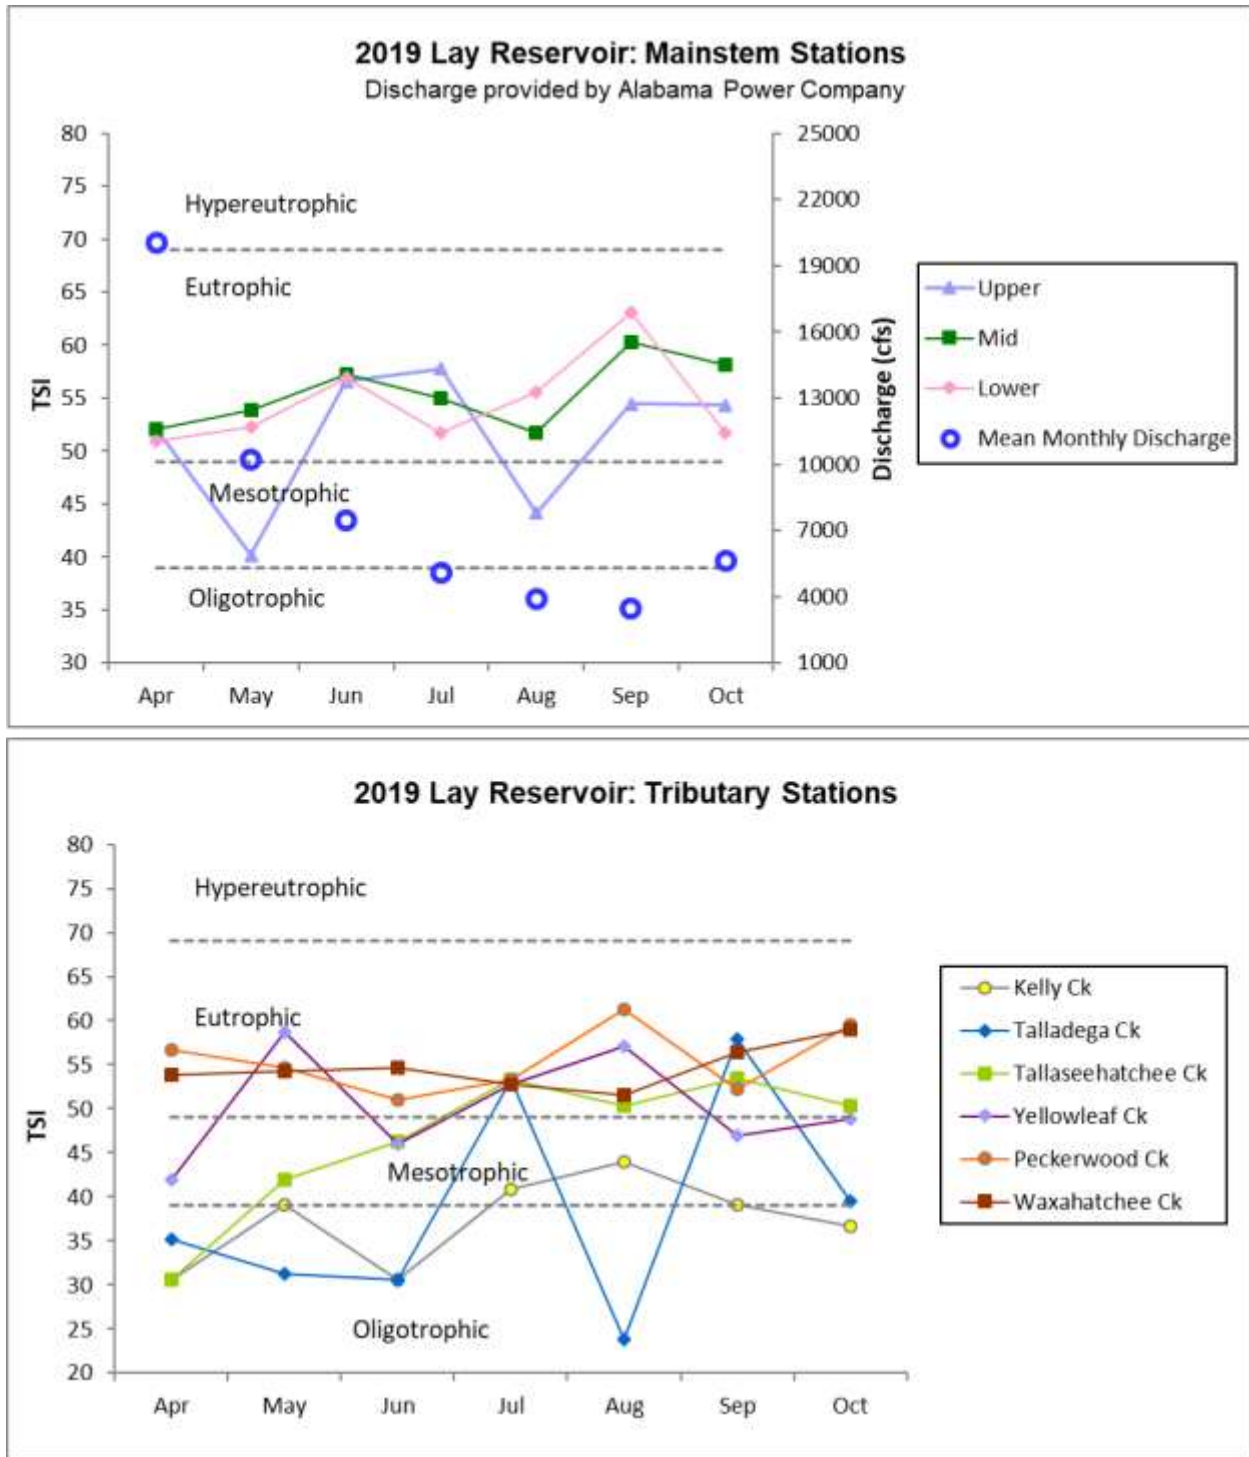 2019 Lay Reservoir: Mainstem Stations
Discharge provided by Alabama Power Company
80
75
70
65
60
55
50
45
40
35
30
TSI
Hypereutrophic
Eutrophic
Mesotrophic
Oligotrophic
25000
22000
19000
16000
13000
10000
7000
4000
1000
Discharge (cfs)
Apr May Jun Jul Aug Sep Oct
Upper
Mid
Lower
Mean Monthly Discharge
2019 Lay Reservoir: Tributary Stations
80
75
70
65
60
55
50
45
40
35
30
25
20
TSI
Hypereutrophic
Eutrophic
Mesotrophic
Oligotrophic
Apr May Jun Jul Aug Sep Oct
Kelly Ck
Talladega Ck
Tallaseehatchee Ck
Yellowleaf Ck
Peckerwood Ck
Waxahatchee Ck